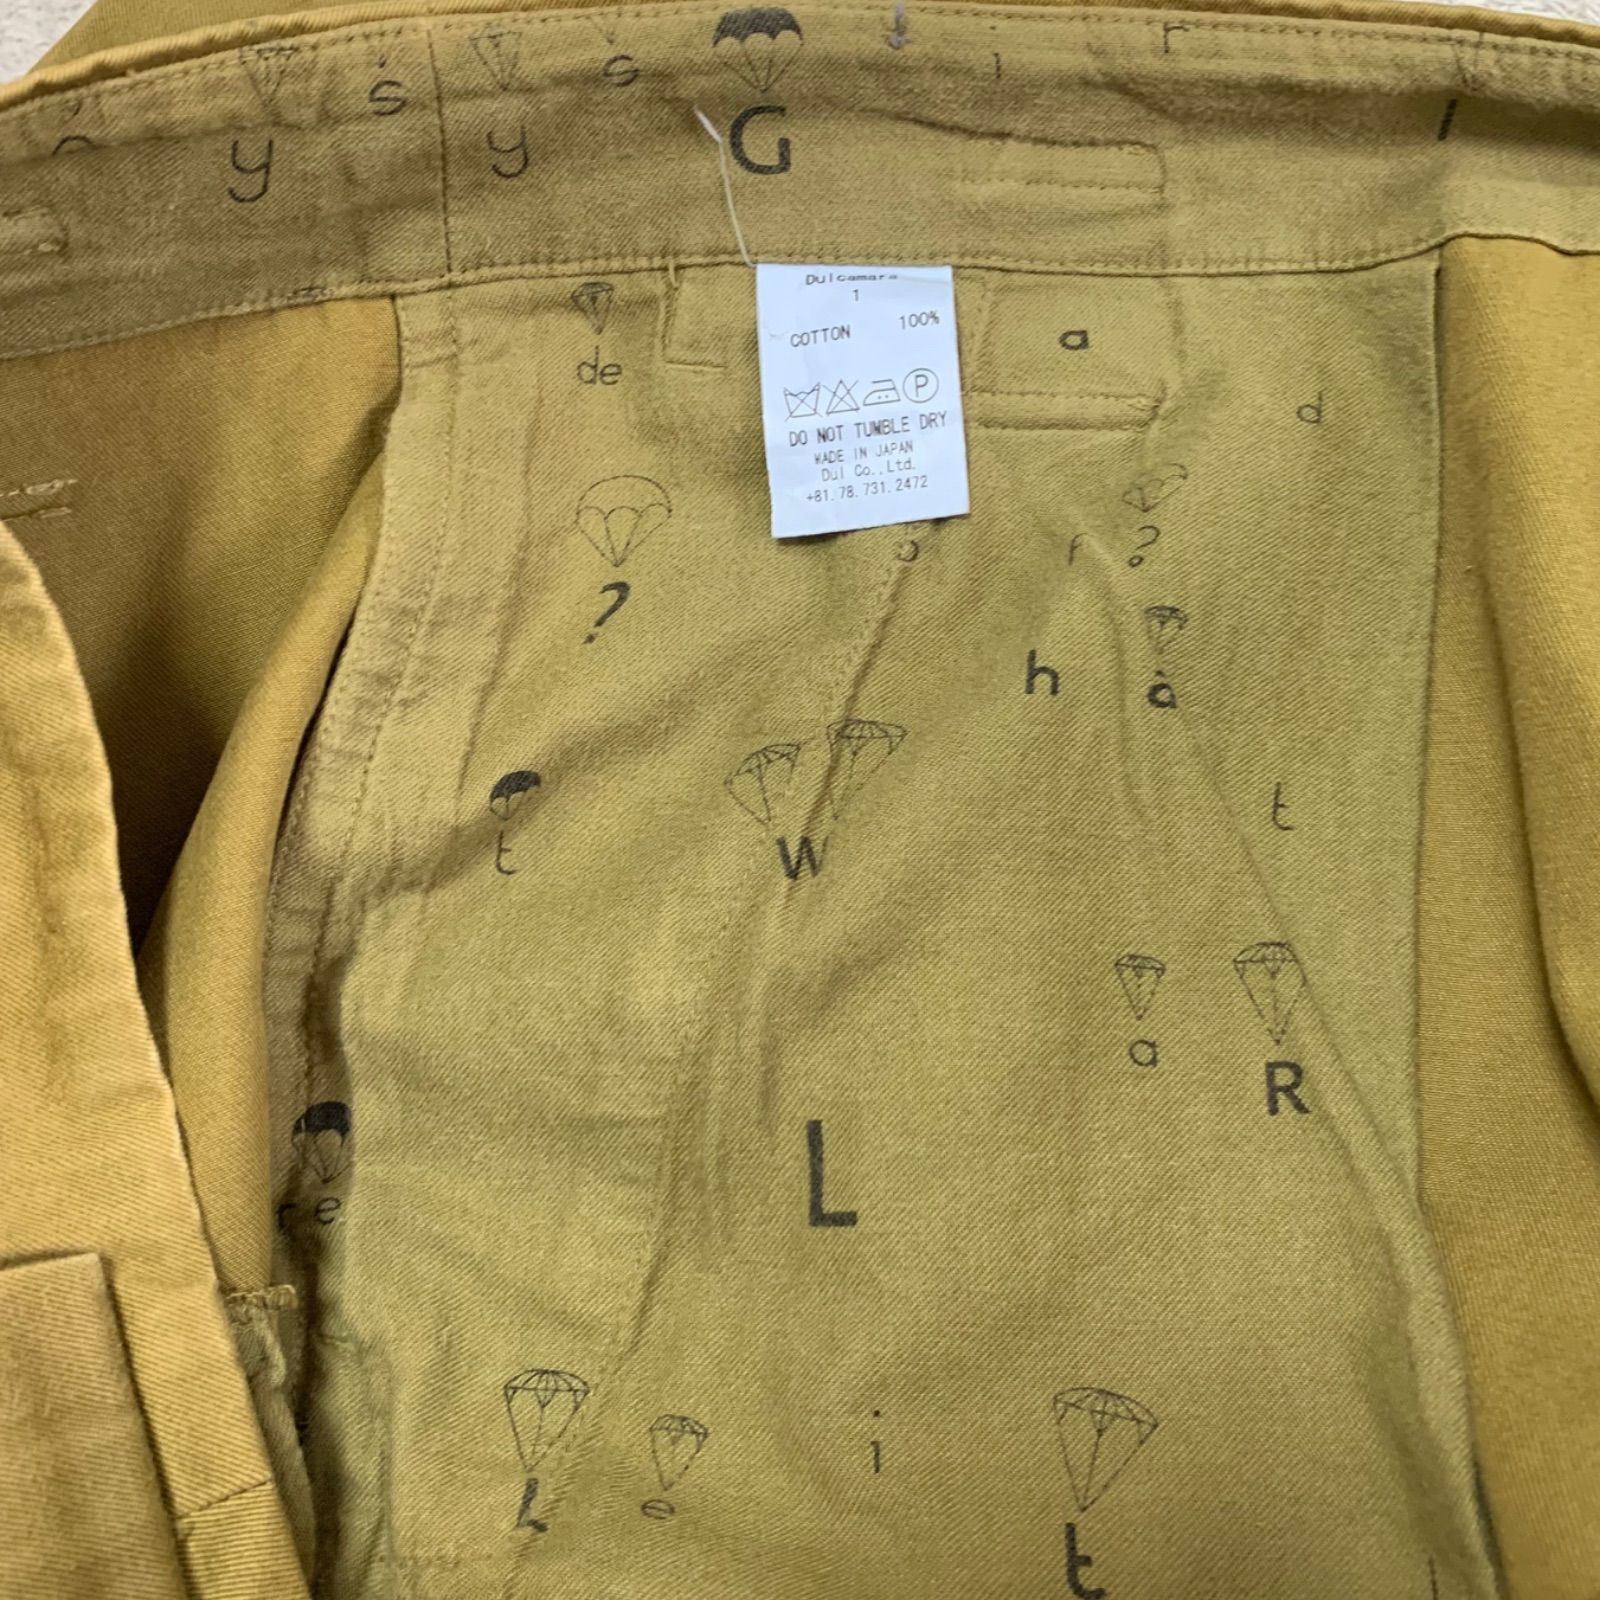 s
s
r
y
y
G
Dulcamara
1
COTTON 100%
DO NOT TUMBLE DRY
MADE IN JAPAN
Dul Co.,Ltd.
+81.78.731.2472
de
a
d
?
f
?
h
à
t
W
t
a
R
L
re
i
L
e
t